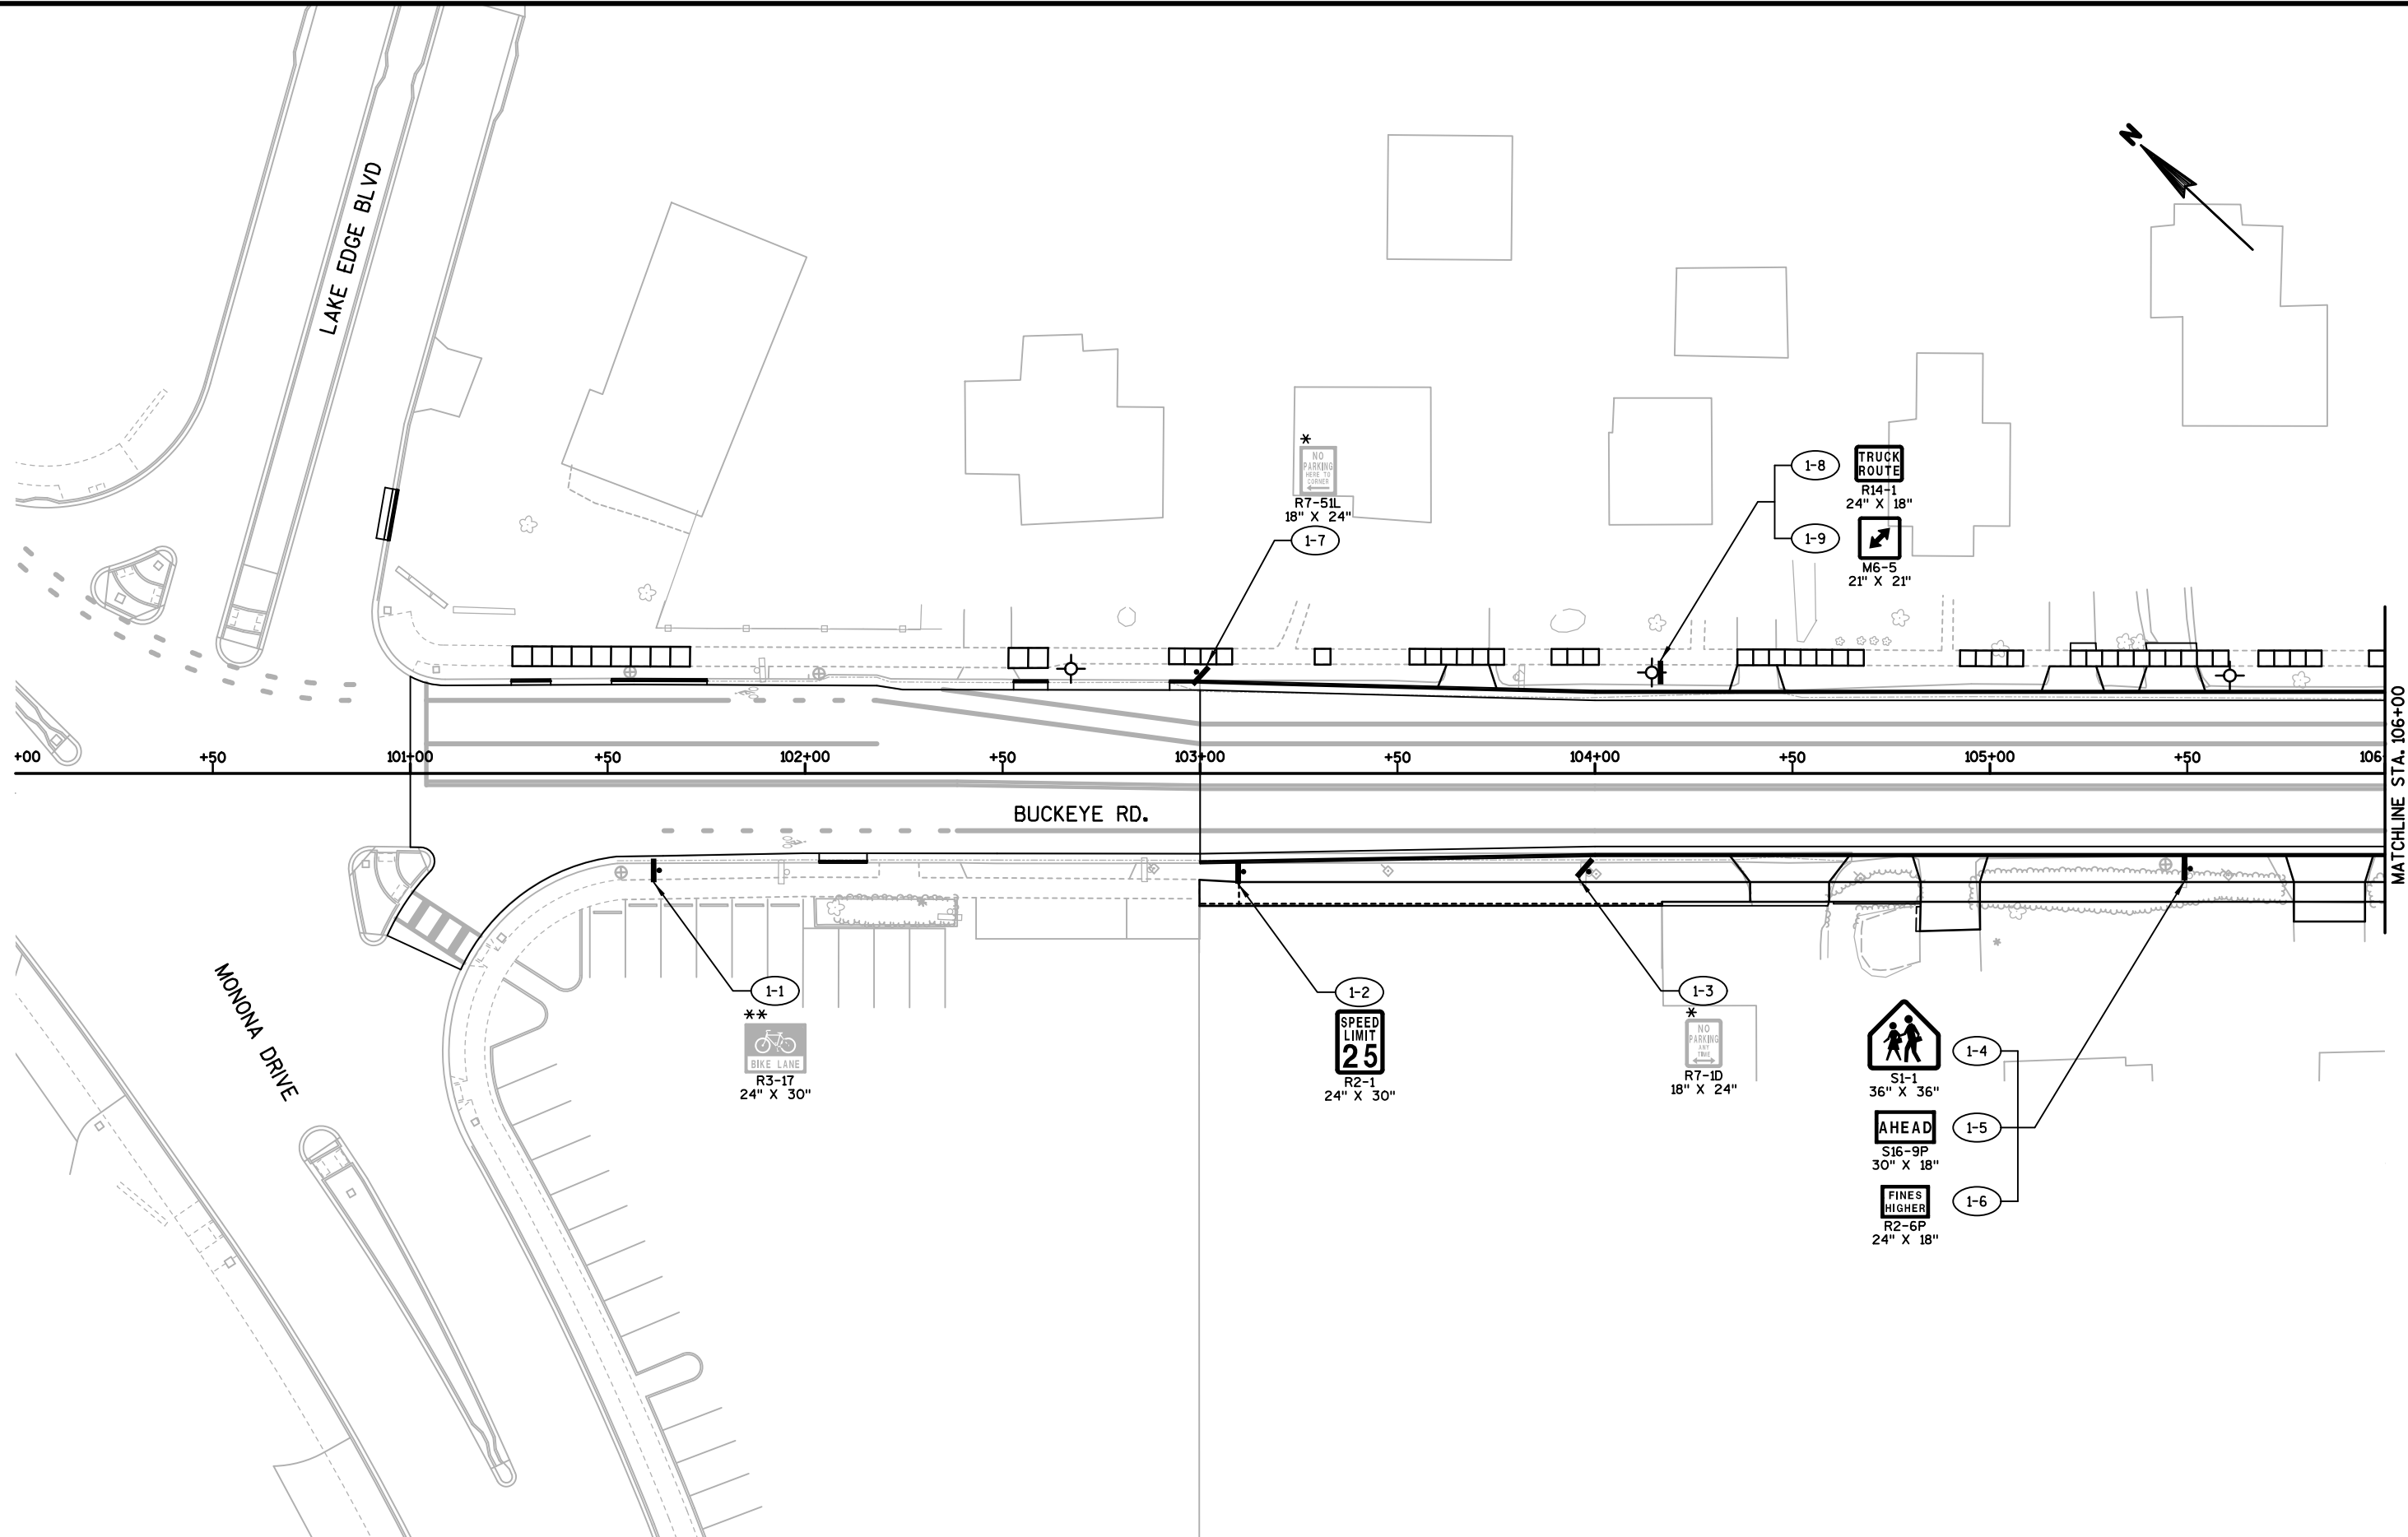 N
LAKE EDGE BLVD
*
NO
PARKING
HERE TO
CORNER
R7-51L
18" X 24"
1-7
1-8
TRUCK
ROUTE
R14-1
24" X 18"
1-9
M6-5
21" X 21"
+00
+50
101+00
+50
102+00
+50
103+00
+50
104+00
+50
105+00
+50
106
MATCHLINE STA. 106+00
BUCKEYE RD.
MONONA DRIVE
1-1
**
BIKE LANE
R3-17
24" X 30"
1-2
SPEED
LIMIT
25
R2-1
24" X 30"
1-3
*
NO
PARKING
ANY
TIME
R7-1D
18" X 24"
1-4
S1-1
36" X 36"
AHEAD
1-5
S16-9P
30" X 18"
FINES
HIGHER
1-6
R2-6P
24" X 18"